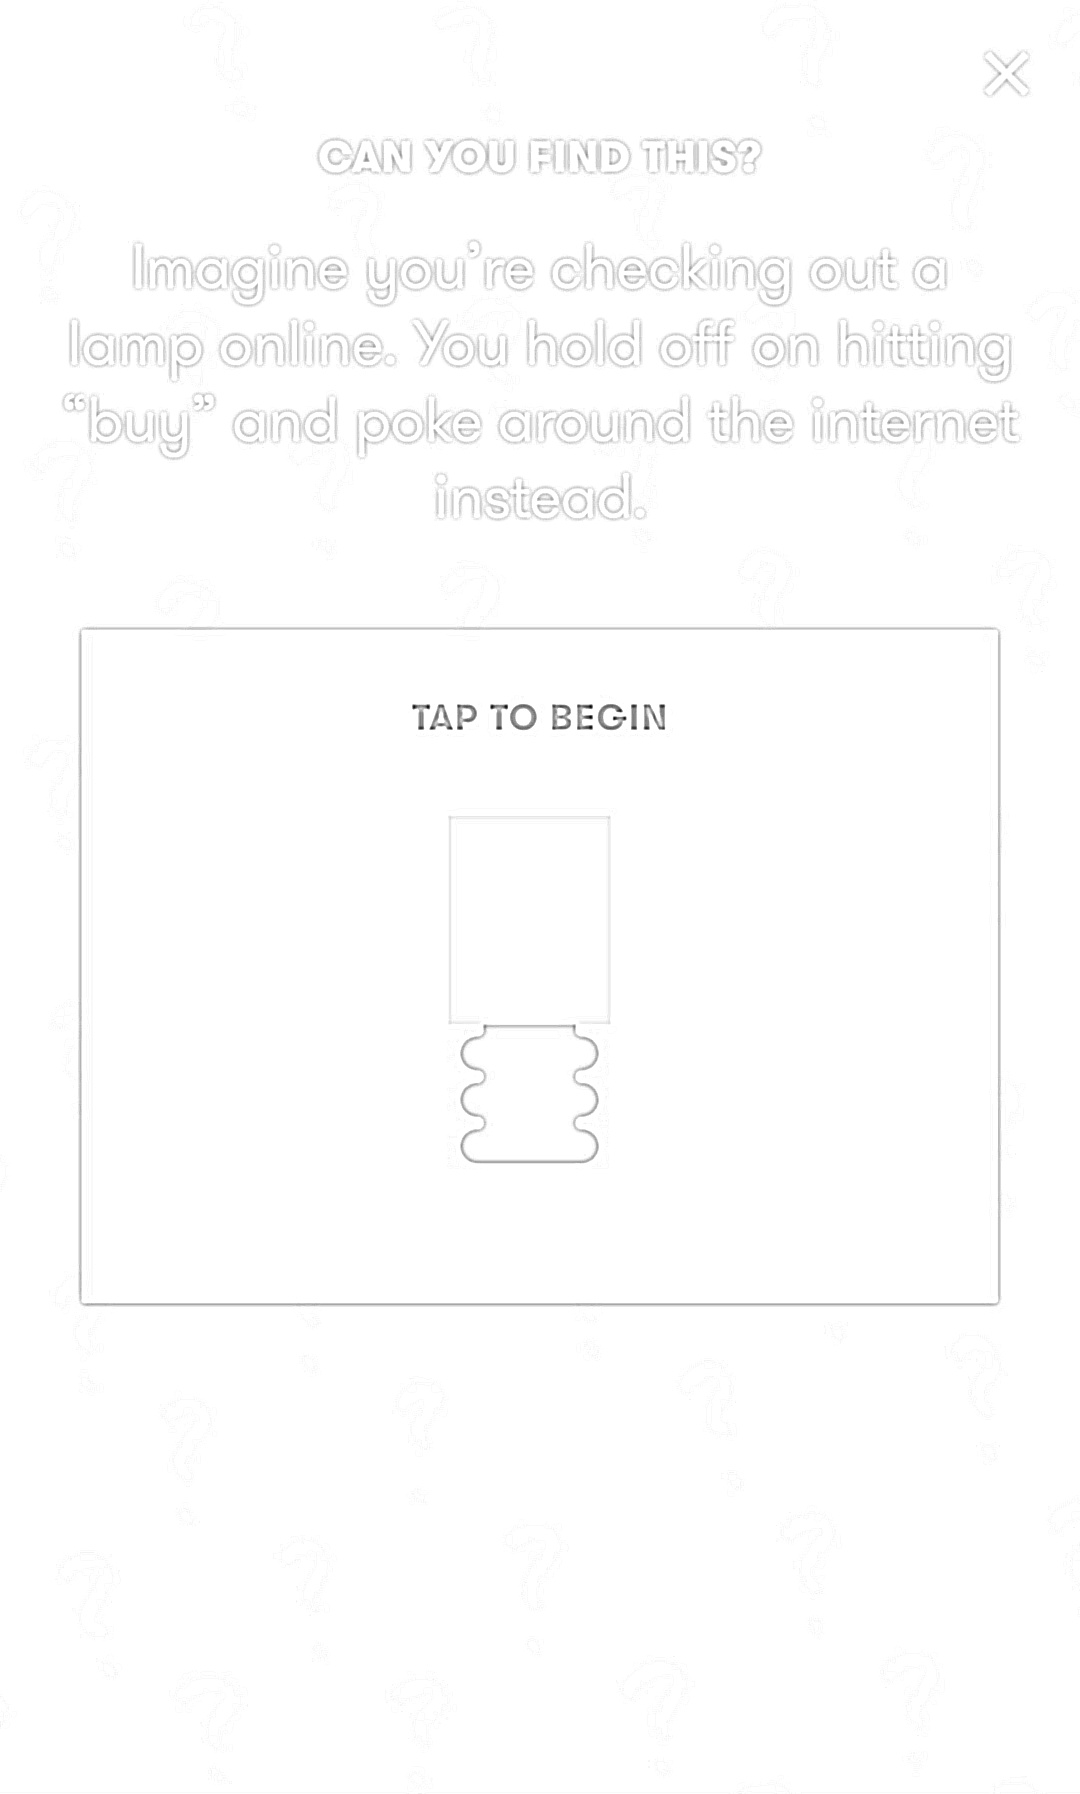 CAN YOU FIND THIS?
Imagine you’re checking out a
lamp online. You hold off on hitting
“buy” and poke around the internet
instead.
TAP TO BEGIN